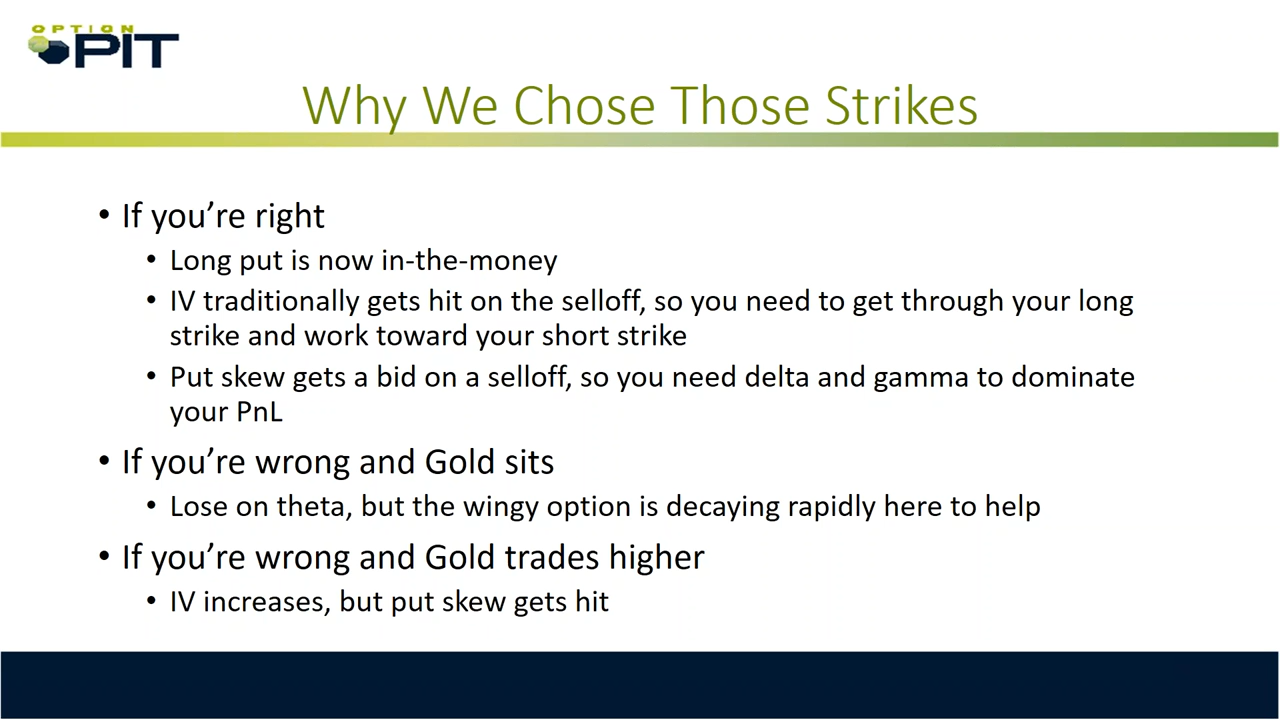 OPTION
PIT
Why We Chose Those Strikes
• If you’re right
• Long put is now in-the-money
• IV traditionally gets hit on the selloff, so you need to get through your long
strike and work toward your short strike
• Put skew gets a bid on a selloff, so you need delta and gamma to dominate
your PnL
• If you’re wrong and Gold sits
• Lose on theta, but the wingy option is decaying rapidly here to help
• If you’re wrong and Gold trades higher
• IV increases, but put skew gets hit